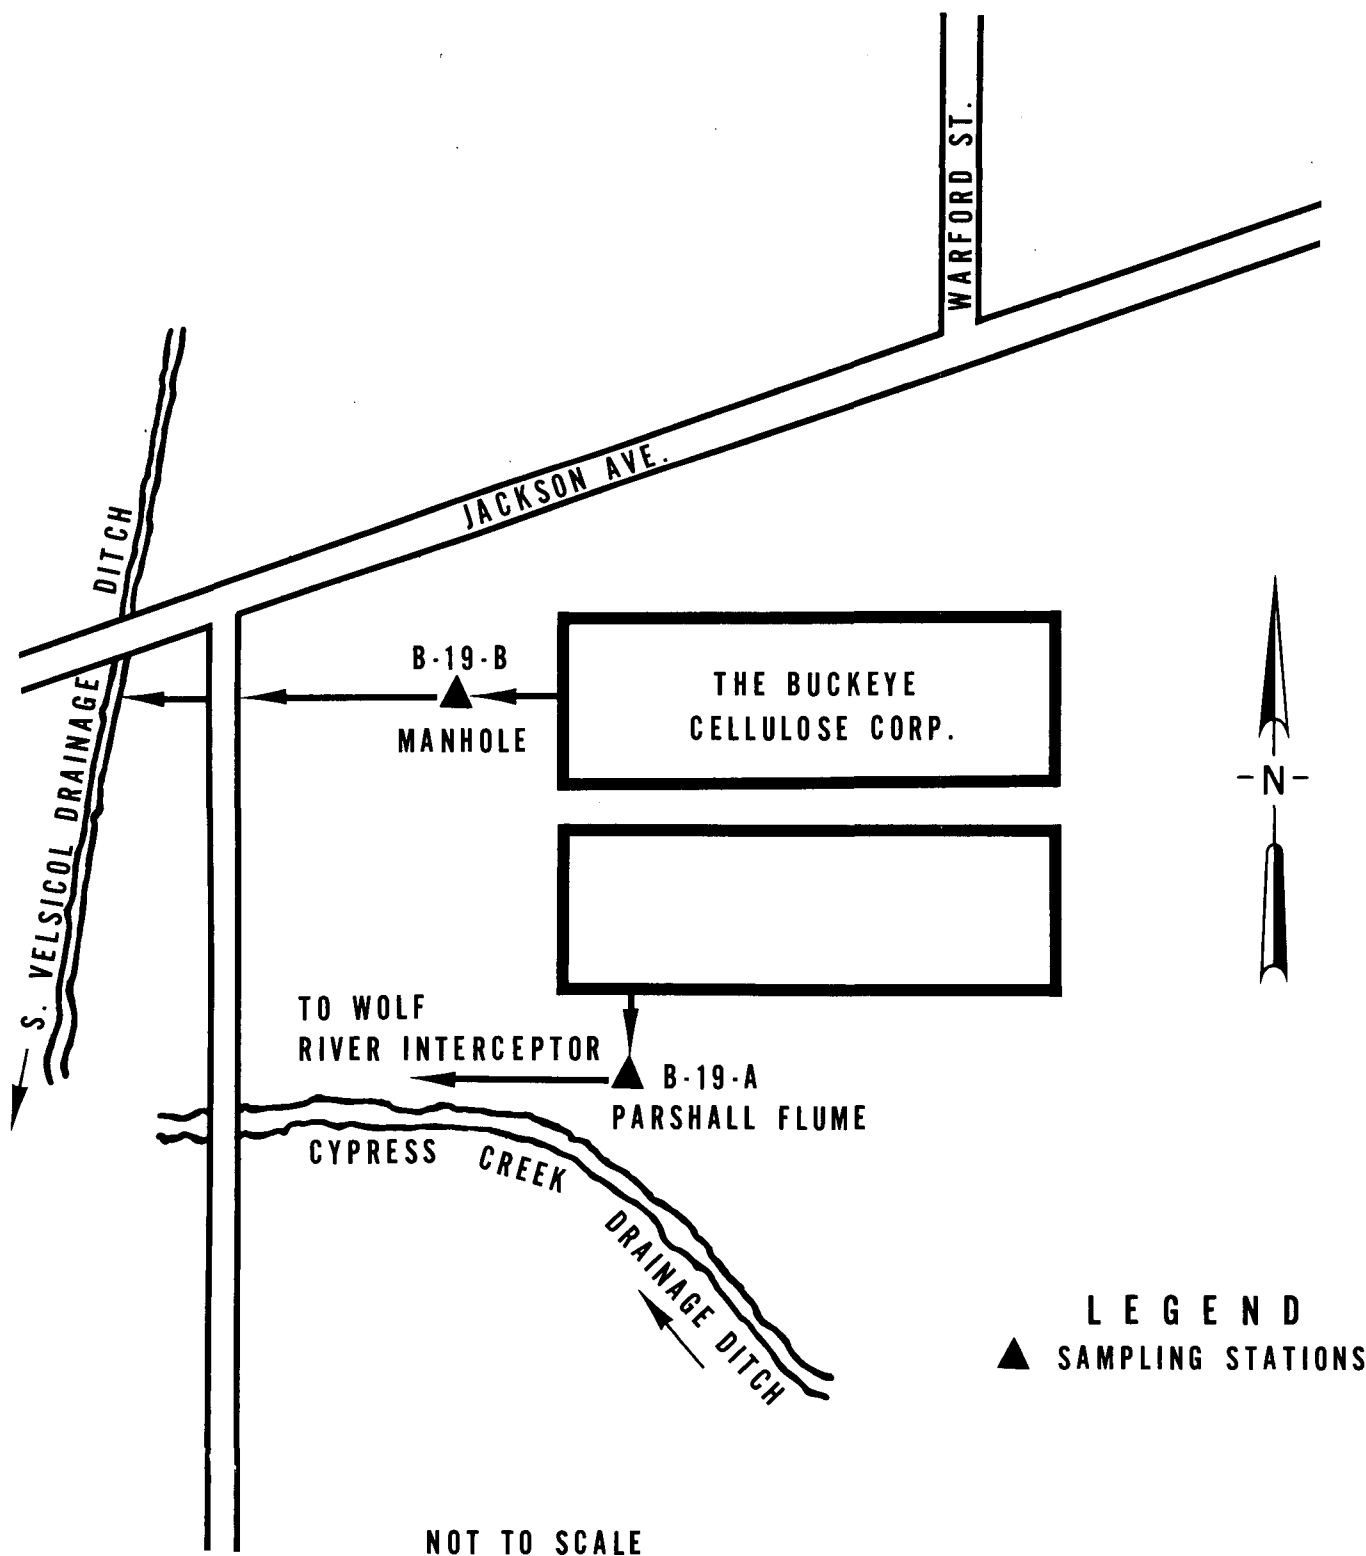 WARFORD ST.
JACKSON AVE.
S. VELSICOL DRAINAGE DITCH
B-19-B
MANHOLE
THE BUCKEYE
CELLULOSE CORP.
-N-
TO WOLF
RIVER INTERCEPTOR
B-19-A
PARSHALL FLUME
CYPRESS CREEK DRAINAGE DITCH
LEGEND
SAMPLING STATIONS
NOT TO SCALE